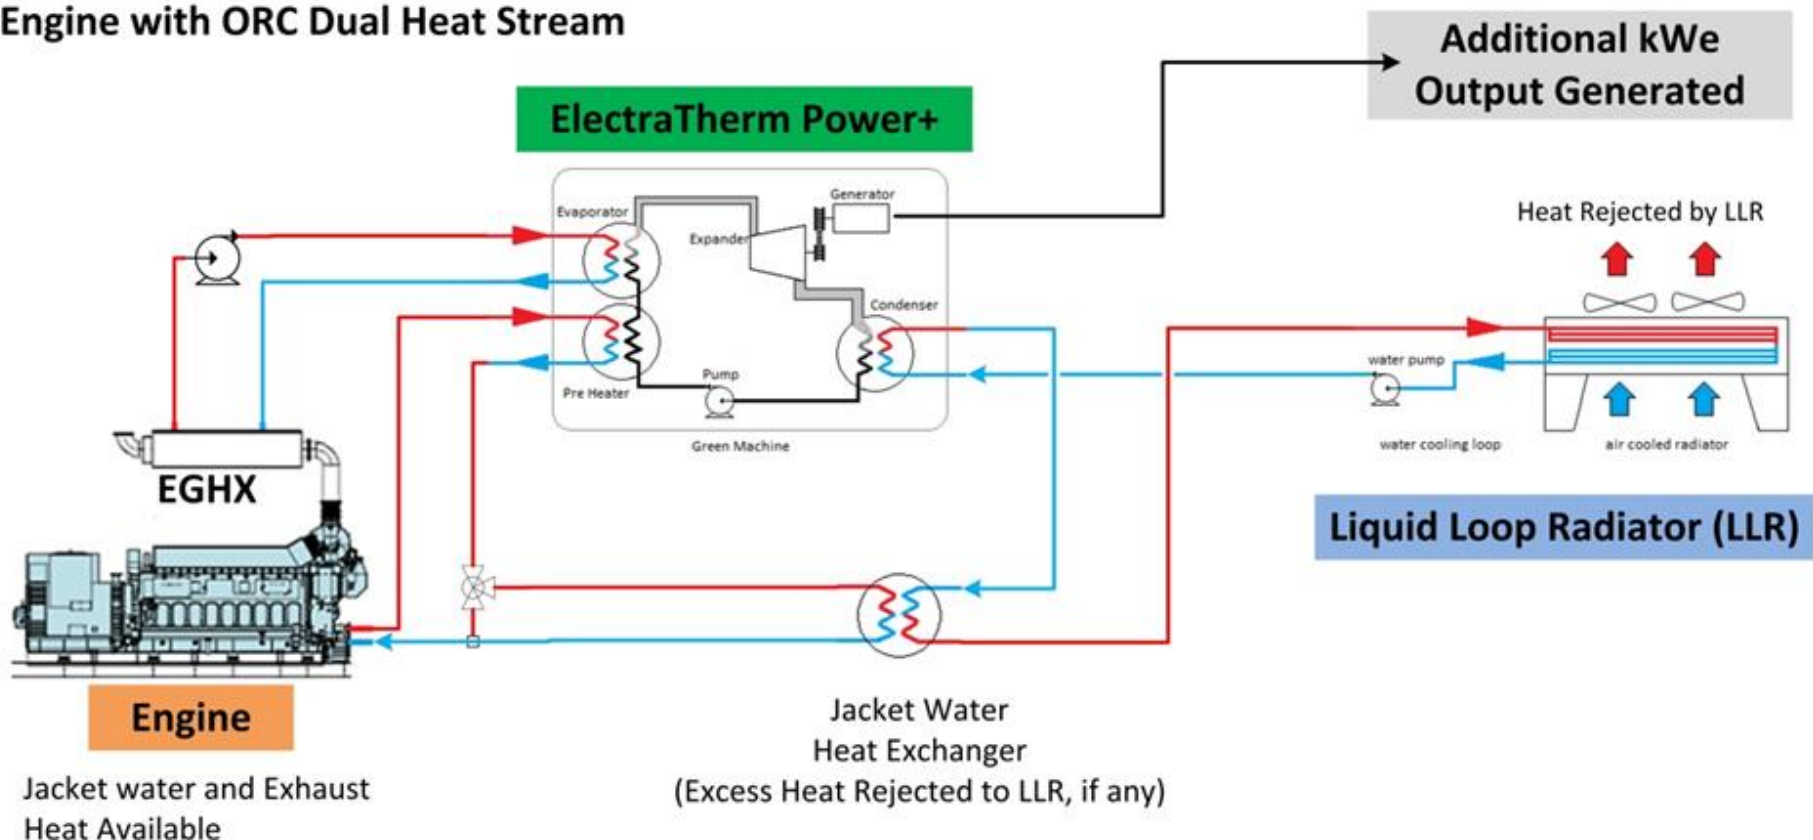 Engine with ORC Dual Heat Stream
Additional kWe
Output Generated
ElectraTherm Power+
Generator
Evaporator
Expander
Heat Rejected by LLR
Condenser
Pump
Pre Heater
Green Machine
water pump
water cooling loop
air cooled radiator
EGHX
Liquid Loop Radiator (LLR)
Engine
Jacket Water
Heat Exchanger
(Excess Heat Rejected to LLR, if any)
Jacket water and Exhaust
Heat Available